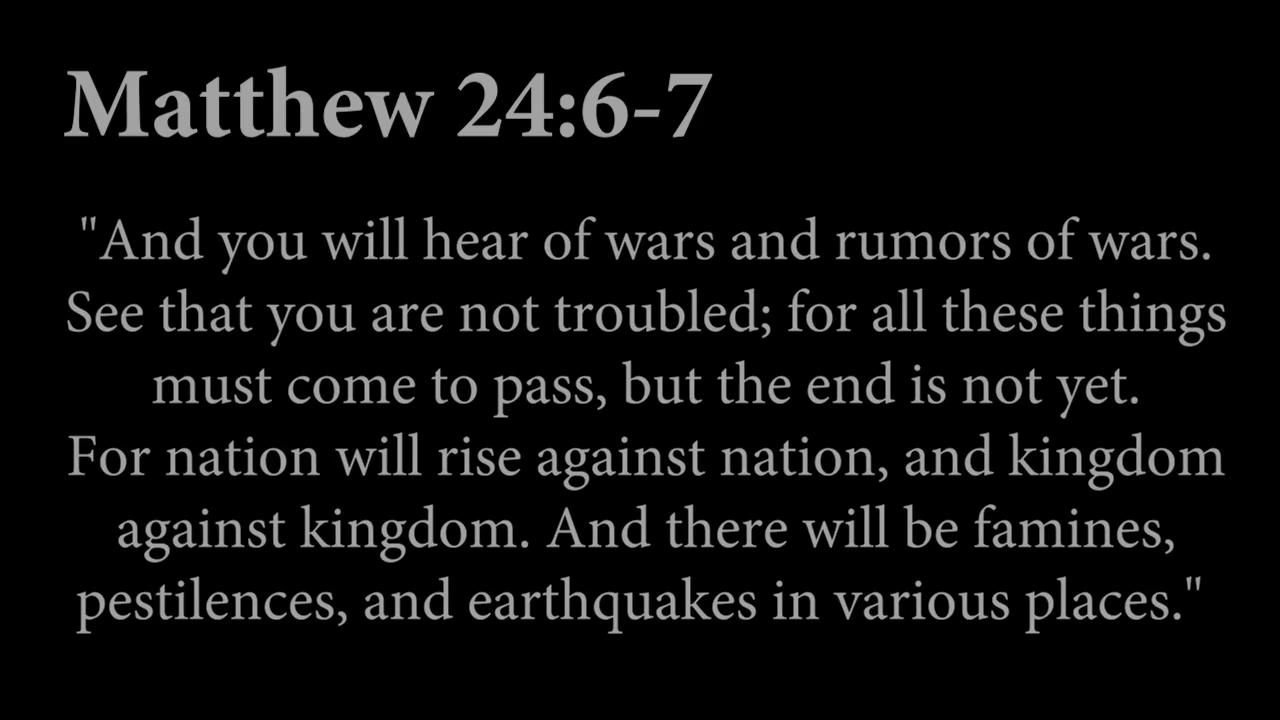 Matthew 24:6-7
"And you will hear of wars and rumors of wars.
See that you are not troubled; for all these things
must come to pass, but the end is not yet.
For nation will rise against nation, and kingdom
against kingdom. And there will be famines,
pestilences, and earthquakes in various places."